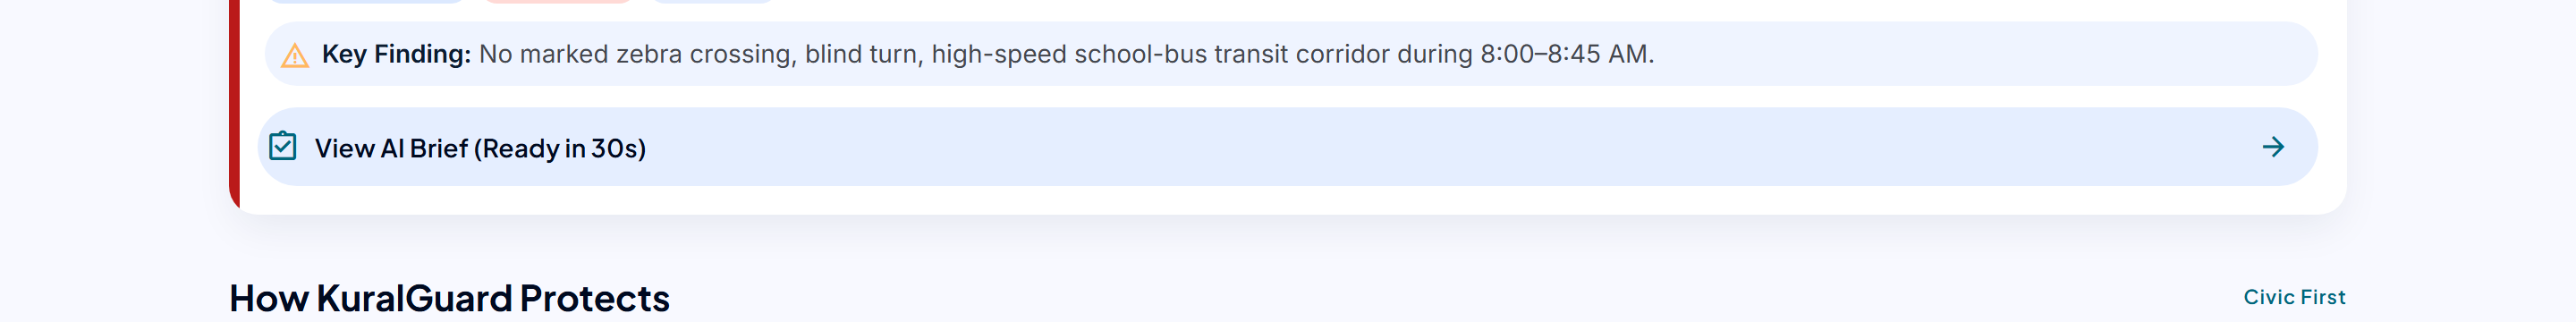 Key Finding: No marked zebra crossing, blind turn, high-speed school-bus transit corridor during 8:00–8:45 AM.
View AI Brief (Ready in 30s)
How KuralGuard Protects
Civic First